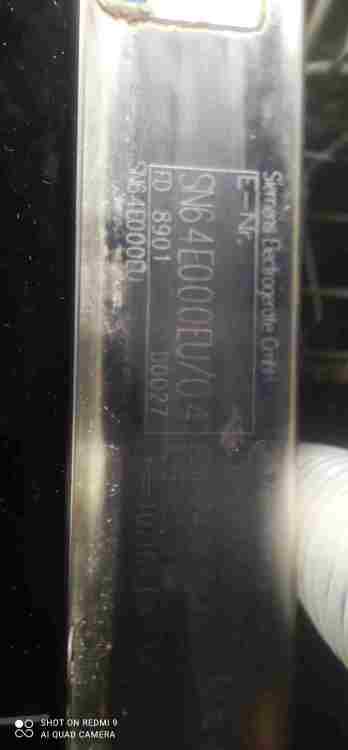 Siemens Electrogeräte GmbH
E-Nr.
SN64E000EU/04
FD 8901 00027
SN64E000EU
SHOT ON REDMI 9
AI QUAD CAMERA